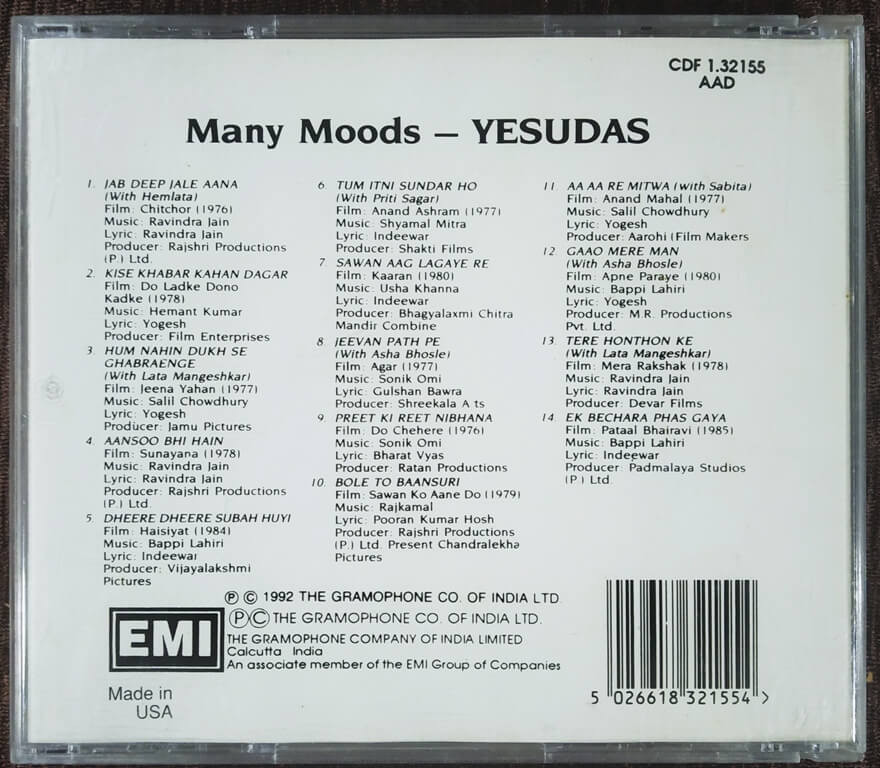 CDF 1.32155
AAD
Many Moods – YESUDAS
1. JAB DEEP JALE AANA
(With Hemlata)
Film: Chitchor (1976)
Music: Ravindra Jain
Lyric: Ravindra Jain
Producer: Rajshri Productions
(P.) Ltd.
2. KISE KHABAR KAHAN DAGAR
Film: Do Ladke Dono
Kadke (1978)
Music: Hemant Kumar
Lyric: Yogesh
Producer: Film Enterprises
3. HUM NAHIN DUKH SE
GHABRAENGE
(With Lata Mangeshkar)
Film: Jeena Yahan (1977)
Music: Salil Chowdhury
Lyric: Yogesh
Producer: Jamu Pictures
4. AANSOO BHI HAIN
Film: Sunayana (1978)
Music: Ravindra Jain
Lyric: Ravindra Jain
Producer: Rajshri Productions
(P.) Ltd.
5. DHEERE DHEERE SUBAH HUYI
Film: Haisiyat (1984)
Music: Bappi Lahiri
Lyric: Indeewar
Producer: Vijayalakshmi
Pictures
6. TUM ITNI SUNDAR HO
(With Priti Sagar)
Film: Anand Ashram (1977)
Music: Shyamal Mitra
Lyric: Indeewar
Producer: Shakti Films
7. SAWAN AAG LAGAYE RE
Film: Kaaran (1980)
Music: Usha Khanna
Lyric: Indeewar
Producer: Bhagyalaxmi Chitra
Mandir Combine
8. JEEVAN PATH PE
(With Asha Bhosle)
Film: Agar (1977)
Music: Sonik Omi
Lyric: Gulshan Bawra
Producer: Shreekala A ts
9. PREET KI REET NIBHANA
Film: Do Chehere (1976)
Music: Sonik Omi
Lyric: Bharat Vyas
Producer: Ratan Productions
10. BOLE TO BAANSURI
Film: Sawan Ko Aane Do (1979)
Music: Rajkamal
Lyric: Pooran Kumar Hosh
Producer: Rajshri Productions
(P.) Ltd. Present Chandralekha
Pictures
11. AA AA RE MITWA (with Sabita)
Film: Anand Mahal (1977)
Music: Salil Chowdhury
Lyric: Yogesh
Producer: Aarohi (Film Makers
12. GAAO MERE MAN
(With Asha Bhosle)
Film: Apne Paraye (1980)
Music: Bappi Lahiri
Lyric: Yogesh
Producer: M.R. Productions
Pvt. Ltd.
13. TERE HONTHON KE
(With Lata Mangeshkar)
Film: Mera Rakshak (1978)
Music: Ravindra Jain
Lyric: Ravindra Jain
Producer: Devar Films
14. EK BECHARA PHAS GAYA
Film: Pataal Bhairavi (1985)
Music: Bappi Lahiri
Lyric: Indeewar
Producer: Padmalaya Studios
(P.) Ltd.
Ⓟ © 1992 THE GRAMOPHONE CO. OF INDIA LTD.
Ⓟ © THE GRAMOPHONE CO. OF INDIA LTD.
EMI
THE GRAMOPHONE COMPANY OF INDIA LIMITED
Calcutta India
An associate member of the EMI Group of Companies
Made in
USA
5 026618 321554 >